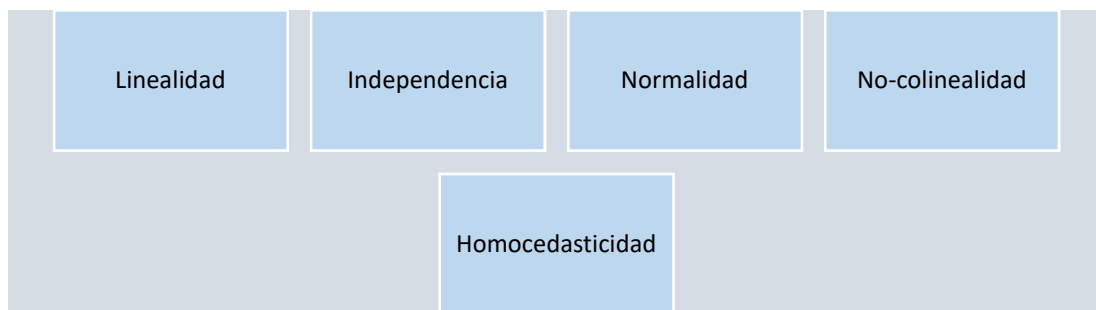 Linealidad
Independencia
Normalidad
No-colinealidad
Homocedasticidad